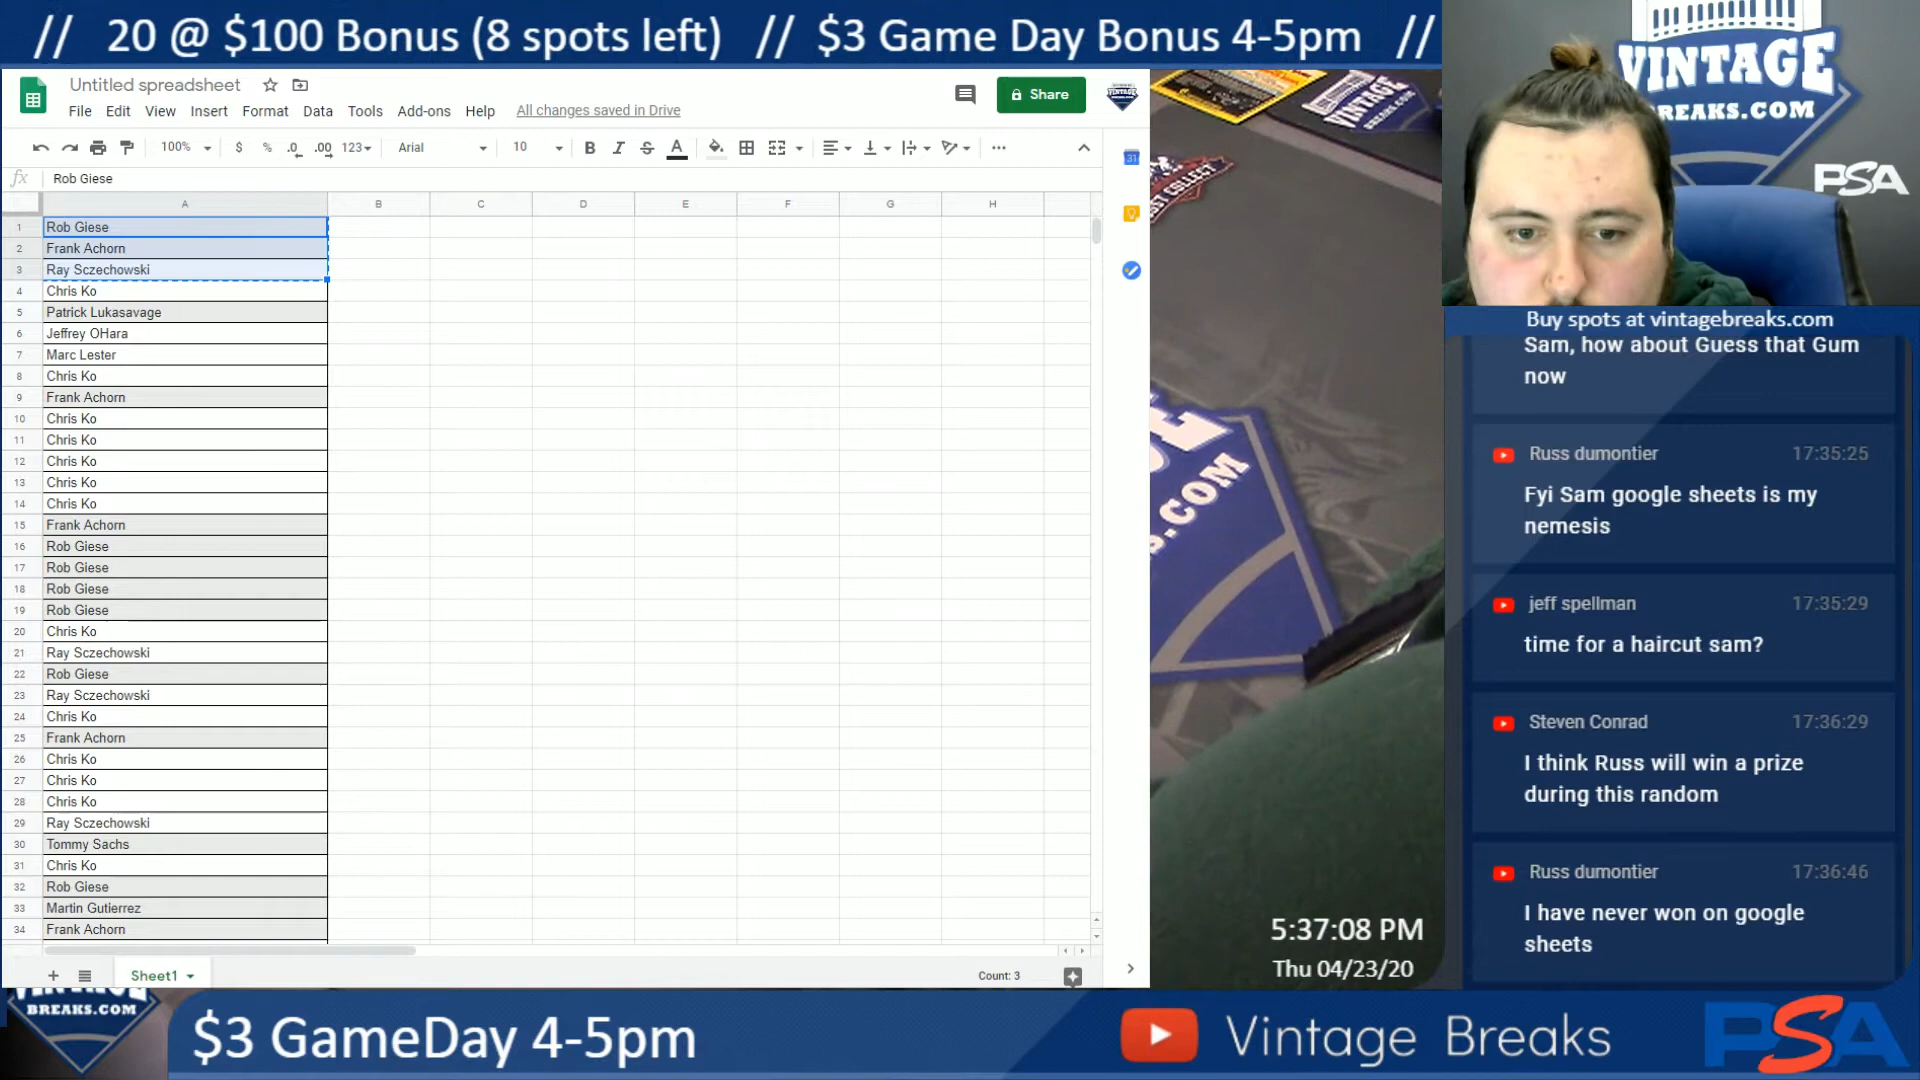 // 20 @ $100 Bonus (8 spots left) // $3 Game Day Bonus 4-5pm //
Untitled spreadsheet
File Edit View Insert Format Data Tools Add-ons Help All changes saved in Drive
Share
100% $ % .0 .00 123 Arial 10 B I S A
fx Rob Giese
A B C D E F G H
1 Rob Giese
2 Frank Achorn
3 Ray Sczechowski
4 Chris Ko
5 Patrick Lukasavage
6 Jeffrey OHara
7 Marc Lester
8 Chris Ko
9 Frank Achorn
10 Chris Ko
11 Chris Ko
12 Chris Ko
13 Chris Ko
14 Chris Ko
15 Frank Achorn
16 Rob Giese
17 Rob Giese
18 Rob Giese
19 Rob Giese
20 Chris Ko
21 Ray Sczechowski
22 Rob Giese
23 Ray Sczechowski
24 Chris Ko
25 Frank Achorn
26 Chris Ko
27 Chris Ko
28 Chris Ko
29 Ray Sczechowski
30 Tommy Sachs
31 Chris Ko
32 Rob Giese
33 Martin Gutierrez
34 Frank Achorn
Sheet1
Count: 3
31
VINTAGE
BREAKS.COM
COLLECT
.COM
5:37:08 PM
Thu 04/23/20
VINTAGE
REAKS.COM
PSA
Buy spots at vintagebreaks.com
Sam, how about Guess that Gum
now
Russ dumontier 17:35:25
Fyi Sam google sheets is my
nemesis
jeff spellman 17:35:29
time for a haircut sam?
Steven Conrad 17:36:29
I think Russ will win a prize
during this random
Russ dumontier 17:36:46
I have never won on google
sheets
VINTAGE
BREAKS.COM
$3 GameDay 4-5pm
Vintage Breaks
PSA